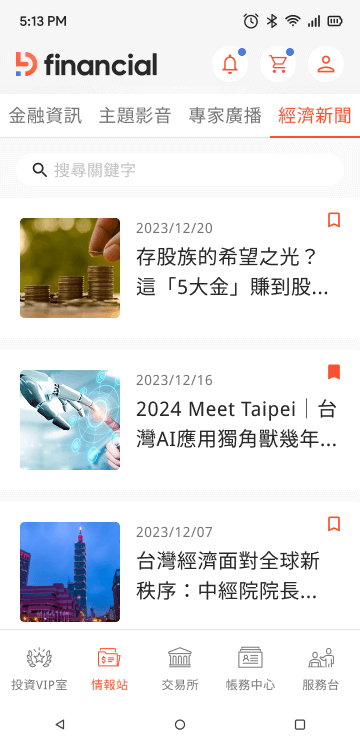 5:13 PM
financial
金融資訊 主題影音 專家廣播 經濟新聞
搜尋關鍵字
2023/12/20
存股族的希望之光？
這「5大金」賺到股...
2023/12/16
2024 Meet Taipei｜台
灣AI應用獨角獸幾年...
2023/12/07
台灣經濟面對全球新
秩序：中經院院長...
投資VIP室 情報站 交易所 帳務中心 服務台